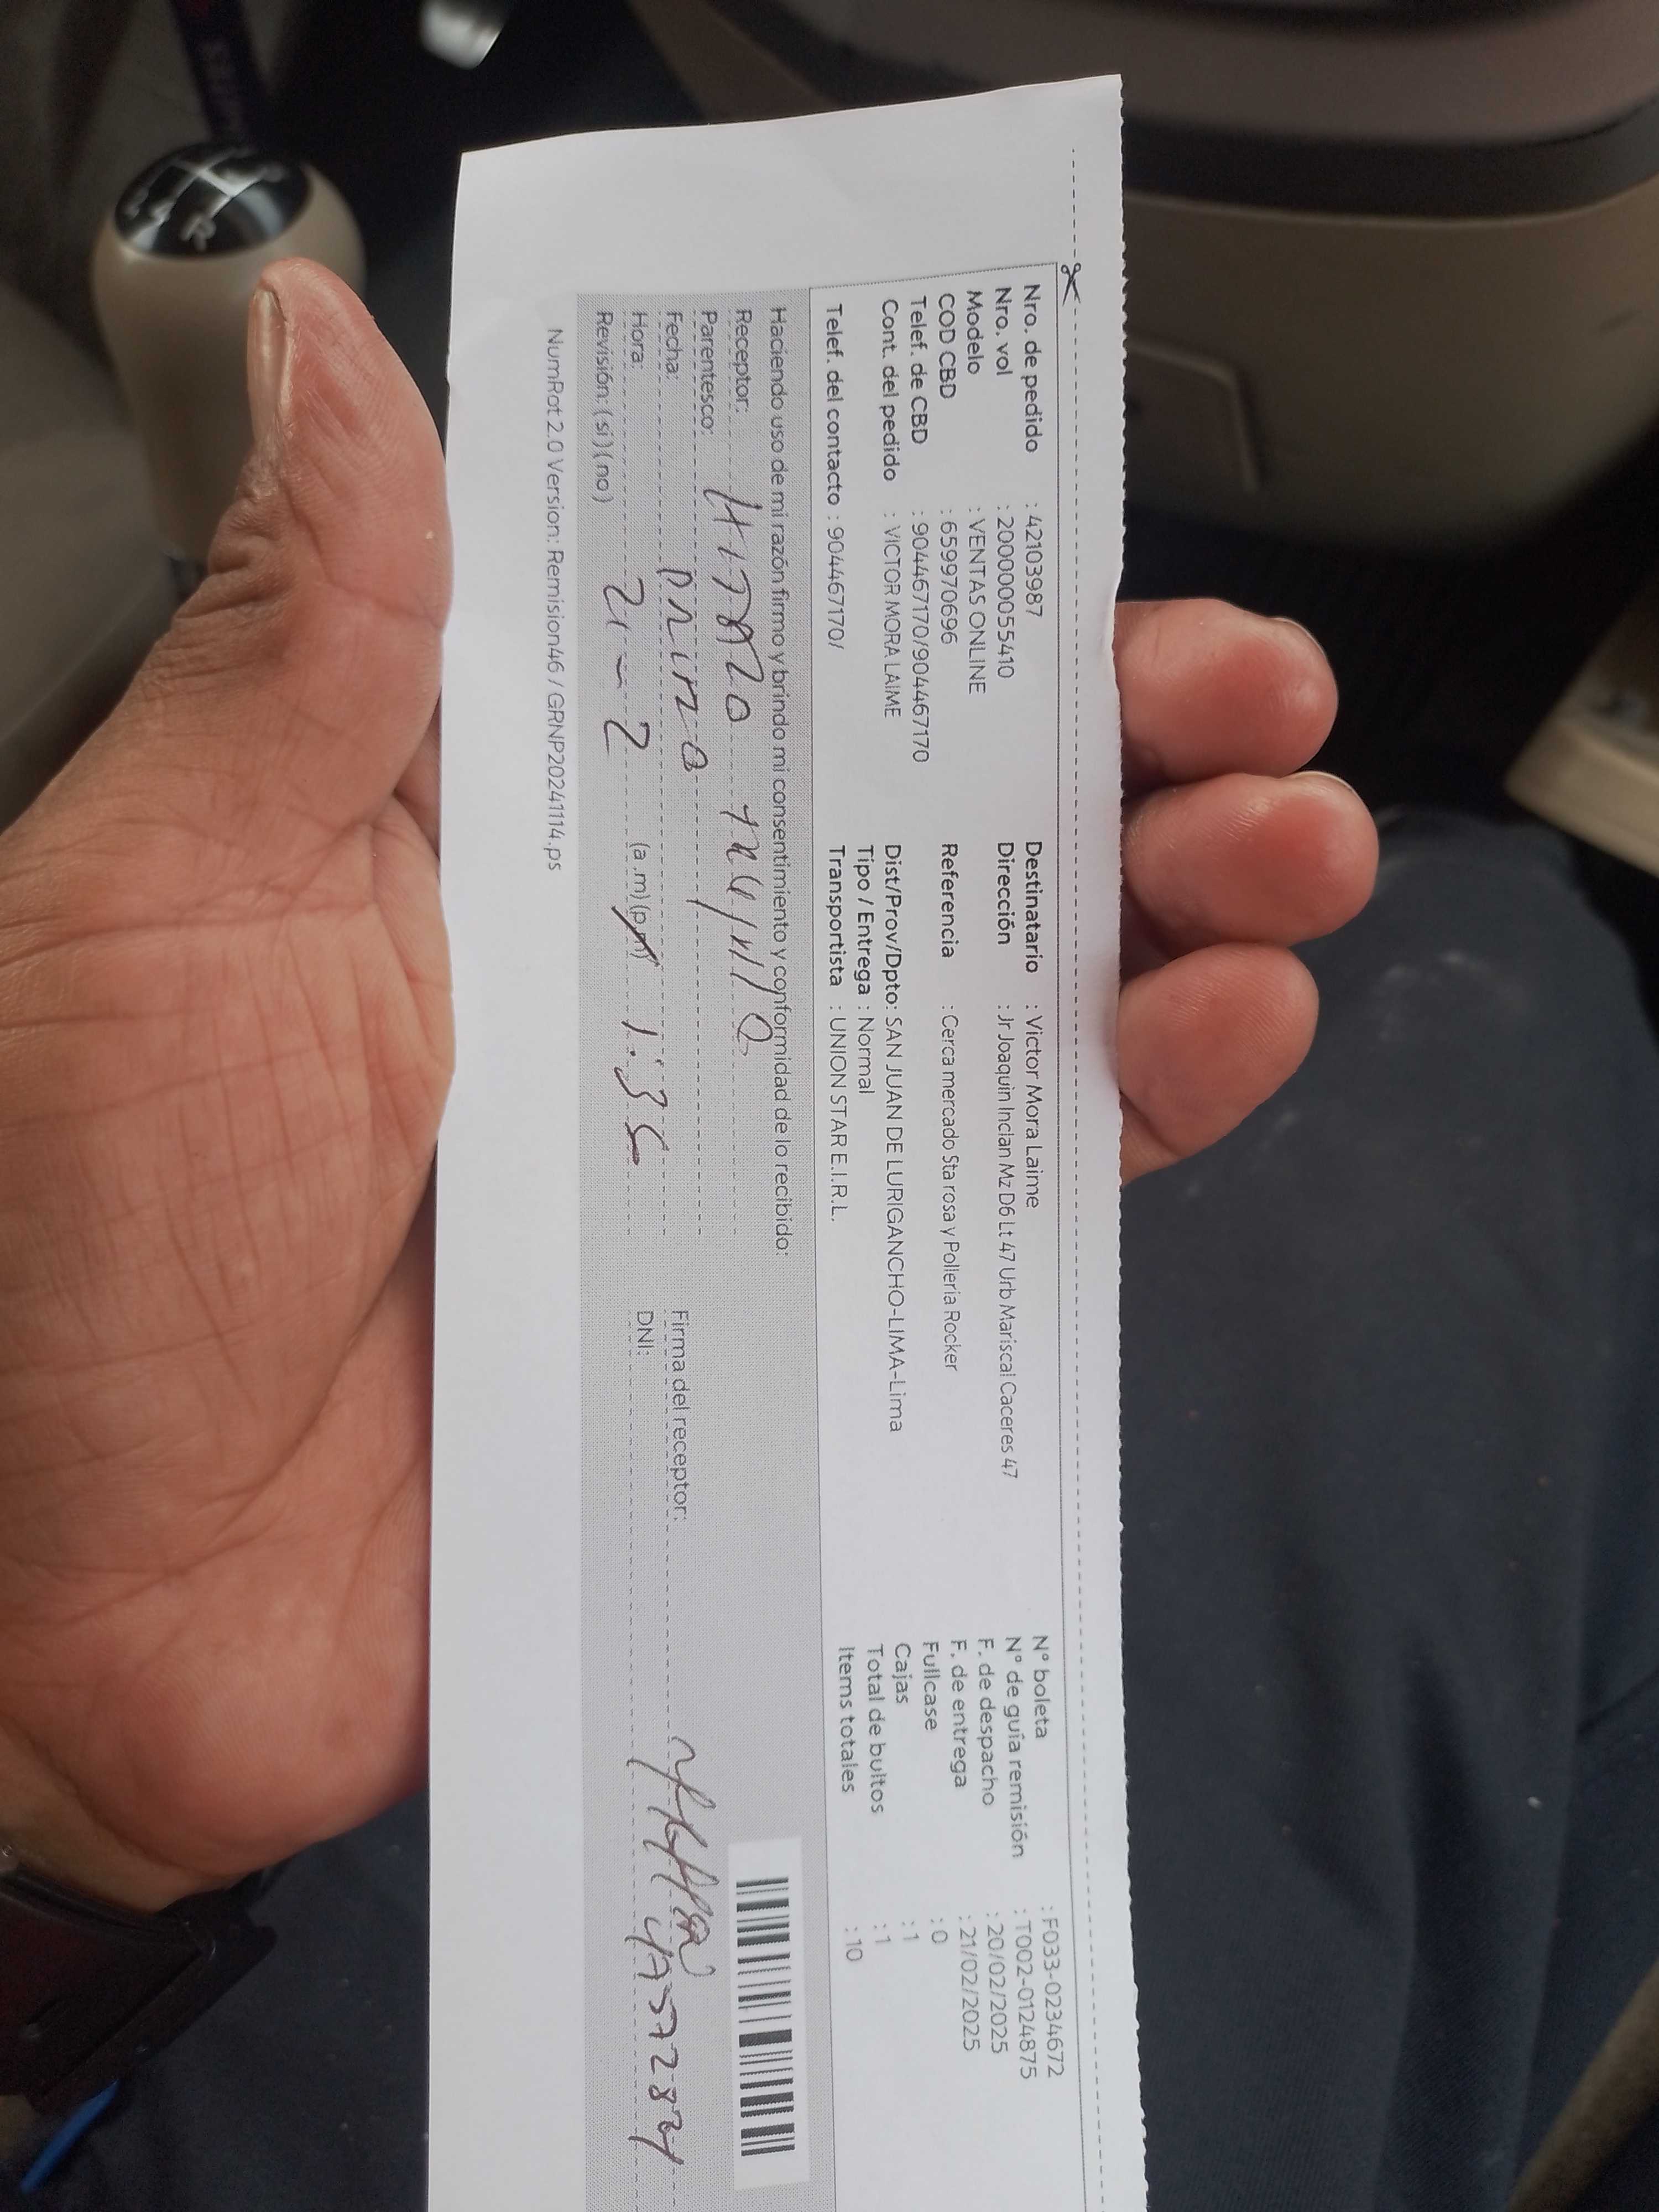 Nro. de pedido : 42103987
Nro. vol : 20000000055410
Modelo : VENTAS ONLINE
COD CBD : 659970696
Telef. de CBD : 904467170/904467170
Cont. del pedido : VICTOR MORA LAIME
Telef. del contacto : 904467170/
Destinatario : Victor Mora Laime
Dirección : Jr Joaquin Inclan Mz D6 Lt 47 Urb Mariscal Caceres 47
Referencia : Cerca mercado Sta rosa y Polleria Rocker
Dist/Prov/Dpto: SAN JUAN DE LURIGANCHO-LIMA-Lima
Tipo / Entrega : Normal
Transportista : UNION STAR E.I.R.L.
N° boleta : F033-0234672
N° de guía remisión : T002-0124875
F. de despacho : 20/02/2025
F. de entrega : 21/02/2025
Fullcase : 0
Cajas : 1
Total de bultos : 1
Items totales : 10
Haciendo uso de mi razón firmo y brindo mi consentimiento y conformidad de lo recibido:
Receptor:
Parentesco:
Fecha: 21-2
Hora: (a.m)(pm)
Revisión: (si)(no)
Firma del receptor:
DNI:
NumRot 2.0 Version: Remision46 / GRNP20241114.ps
R